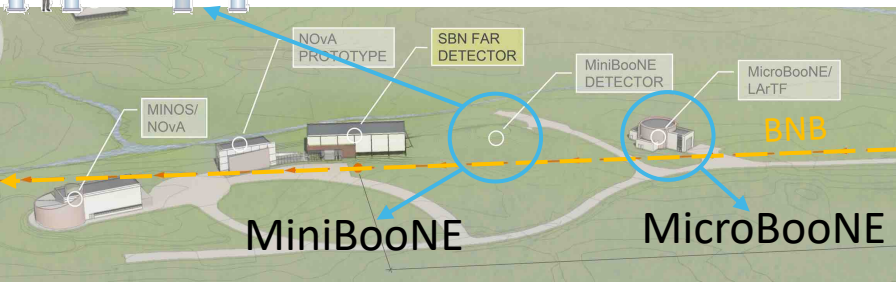 NOvA
PROTOTYPE
SBN FAR
DETECTOR
MiniBooNE
DETECTOR
MicroBooNE/
LArTF
MINOS/
NOvA
BNB
MiniBooNE
MicroBooNE